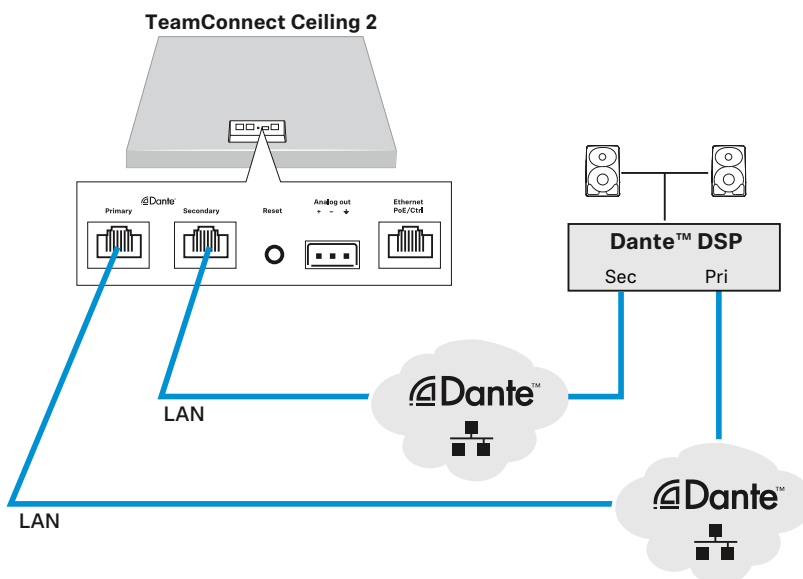 TeamConnect Ceiling 2
Dante™
Primary
Secondary
Reset
Analog out
+ −
Ethernet
PoE/Ctrl
Dante™ DSP
Sec Pri
Dante™
LAN
Dante™
LAN